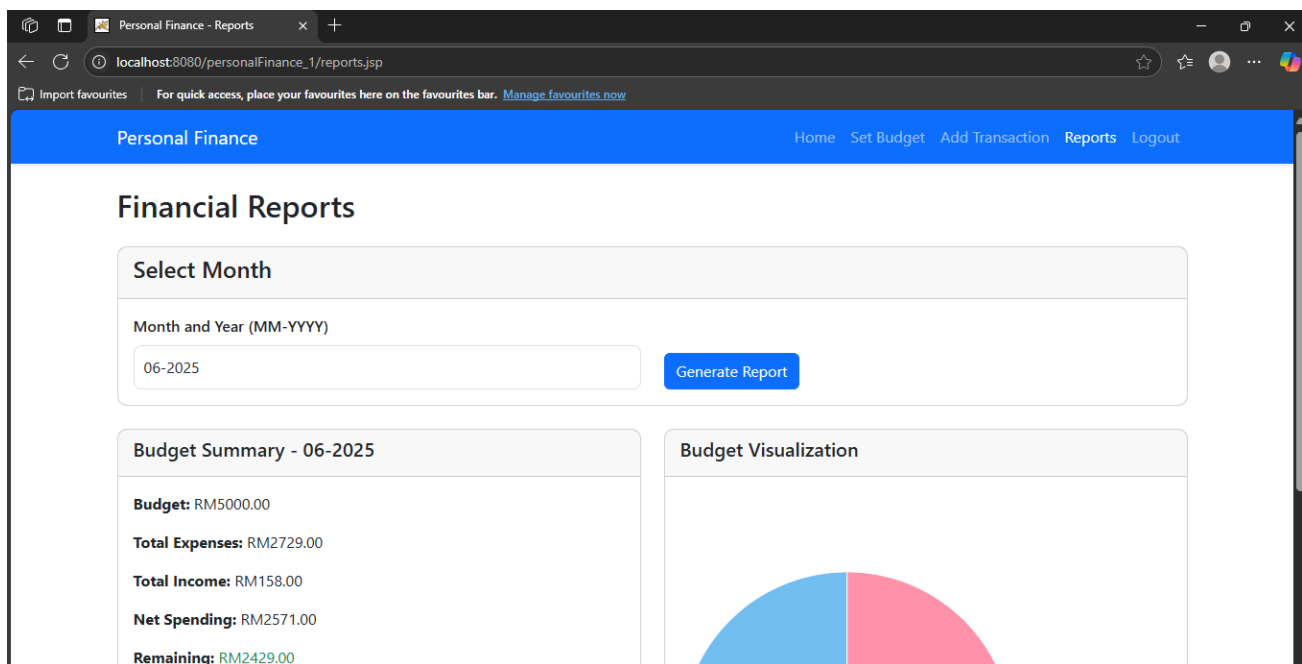 Personal Finance - Reports
localhost:8080/personalFinance_1/reports.jsp
Import favourites For quick access, place your favourites here on the favourites bar. Manage favourites now
Personal Finance Home Set Budget Add Transaction Reports Logout
Financial Reports
Select Month
Month and Year (MM-YYYY)
06-2025 Generate Report
Budget Summary - 06-2025
Budget: RM5000.00
Total Expenses: RM2729.00
Total Income: RM158.00
Net Spending: RM2571.00
Remaining: RM2429.00
Budget Visualization